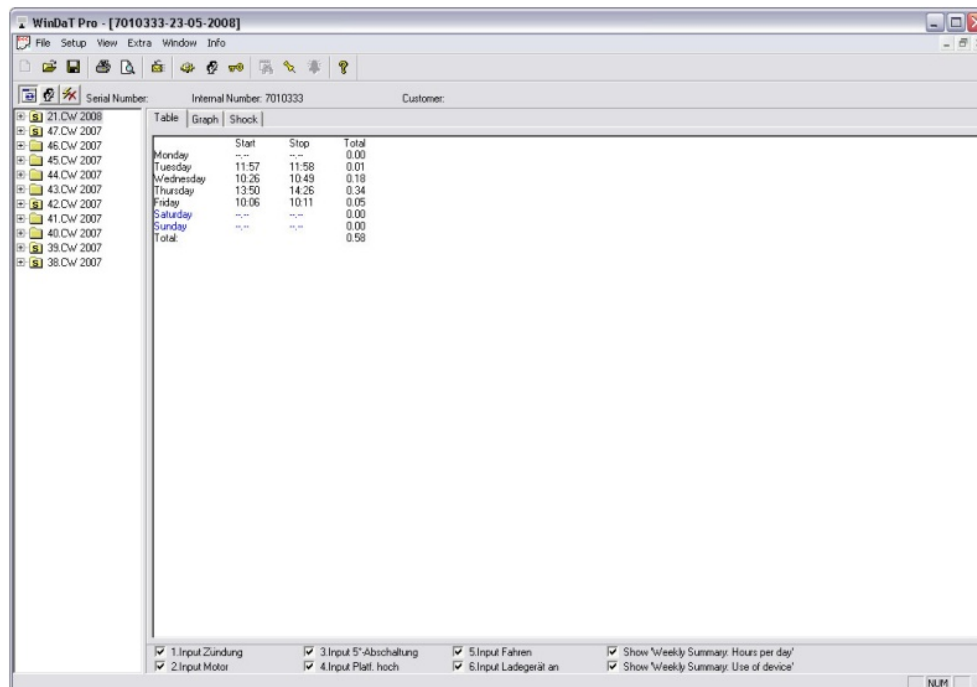 WinDaT Pro - [7010333-23-05-2008]
File Setup View Extra Window Info
Serial Number: Internal Number: 7010333 Customer:
21.CW 2008
47.CW 2007
46.CW 2007
45.CW 2007
44.CW 2007
43.CW 2007
42.CW 2007
41.CW 2007
40.CW 2007
39.CW 2007
38.CW 2007
Table Graph Shock
Start Stop Total
Monday --.-- --.-- 0.00
Tuesday 11:57 11:58 0.01
Wednesday 10:26 10:49 0.18
Thursday 13:50 14:26 0.34
Friday 10:06 10:11 0.05
Saturday --.-- --.-- 0.00
Sunday --.-- --.-- 0.00
Total: 0.58
1.Input Zündung 3.Input 5°-Abschaltung 5.Input Fahren Show 'Weekly Summary: Hours per day'
2.Input Motor 4.Input Platf. hoch 6.Input Ladegerät an Show 'Weekly Summary: Use of device'
NUM